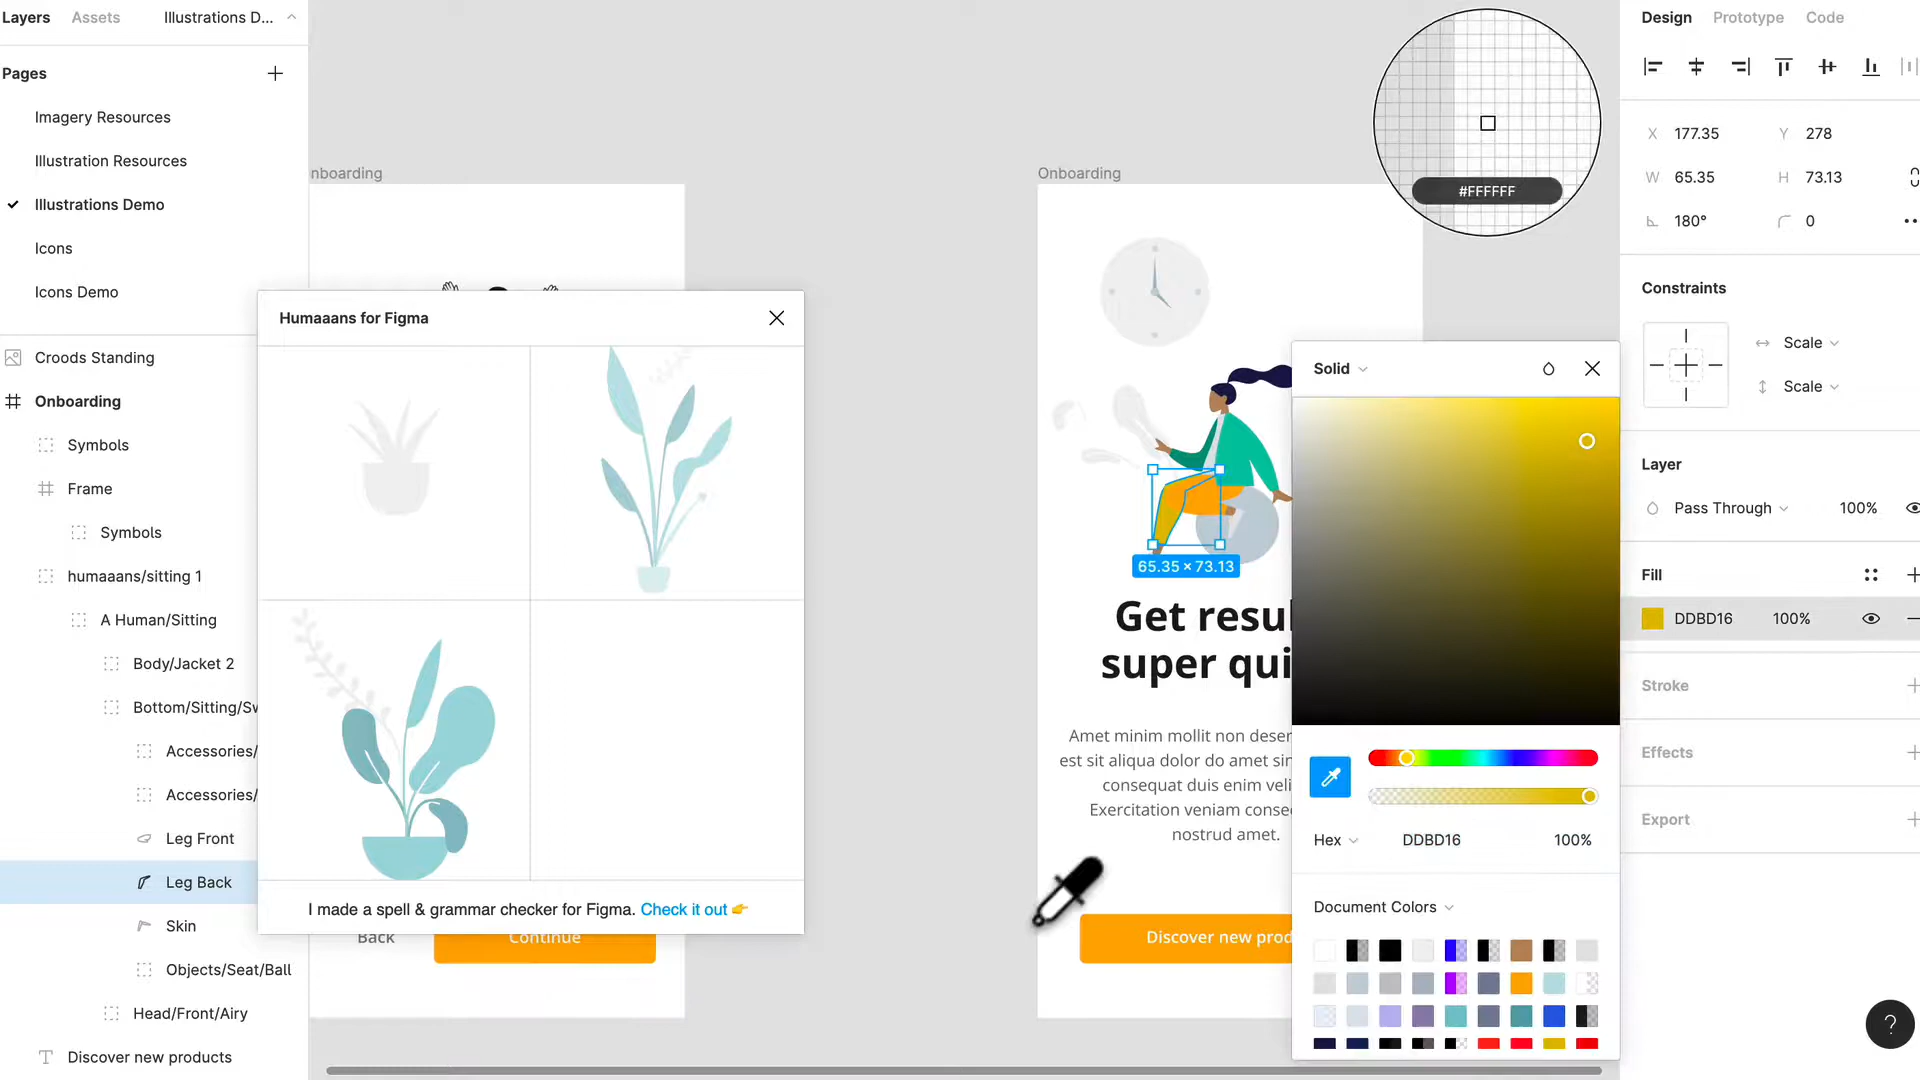 Layers
Assets
Illustrations D...
Pages
Imagery Resources
Illustration Resources
Illustrations Demo
Icons
Icons Demo
Croods Standing
Onboarding
Symbols
Frame
Symbols
humaaans/sitting 1
A Human/Sitting
Body/Jacket 2
Bottom/Sitting/Sw
Accessories/
Accessories/
Leg Front
Leg Back
Skin
Objects/Seat/Ball
Head/Front/Airy
Discover new products
nboarding
Humaaans for Figma
I made a spell & grammar checker for Figma. Check it out 👉
Back
Continue
Onboarding
#FFFFFF
65.35 × 73.13
Get resul
super qui
Amet minim mollit non deser
est sit aliqua dolor do amet sin
consequat duis enim veli
Exercitation veniam conse
nostrud amet.
Discover new prod
Solid
Hex
DDBD16
100%
Document Colors
Design
Prototype
Code
X 177.35
Y 278
W 65.35
H 73.13
180°
0
Constraints
Scale
Scale
Layer
Pass Through
100%
Fill
DDBD16
100%
Stroke
Effects
Export
?